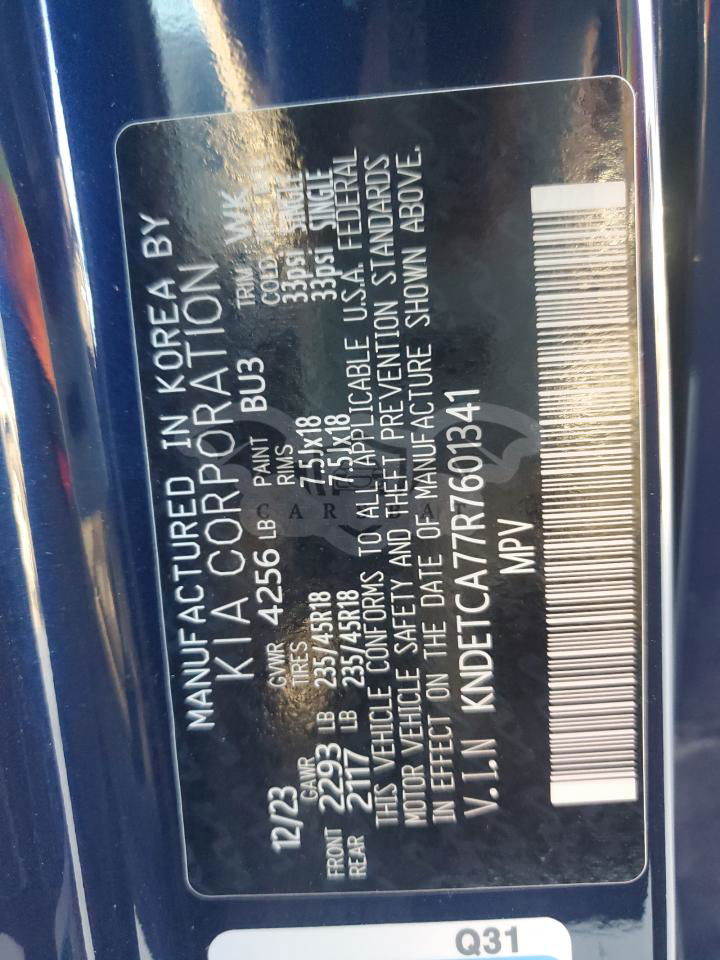 MANUFACTURED IN KOREA BY
KIA CORPORATION
12/23 GVWR 4256 LB PAINT BU3 TRIM WK
GAWR TIRES RIMS COLD
FRONT 2293 LB 235/45R18 7.5Jx18 33psi SINGLE
REAR 2117 LB 235/45R18 7.5Jx18 33psi SINGLE
THIS VEHICLE CONFORMS TO ALL APPLICABLE U.S.A. FEDERAL
MOTOR VEHICLE SAFETY AND THEFT PREVENTION STANDARDS
IN EFFECT ON THE DATE OF MANUFACTURE SHOWN ABOVE.
V.I.N KNDETCA77R7601341
MPV
Q31